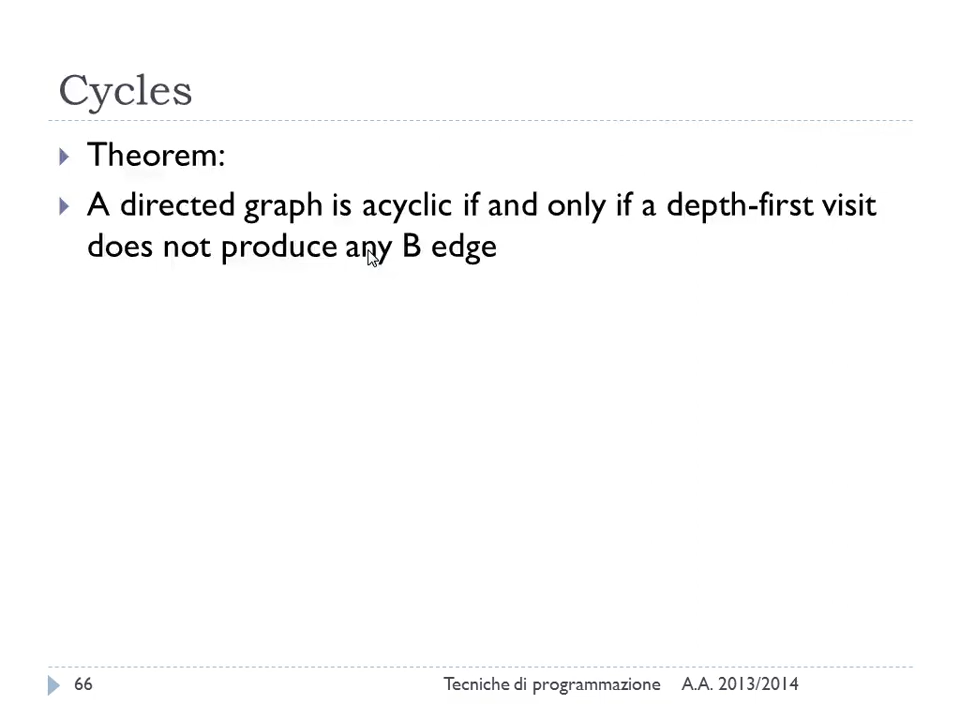 Cycles
Theorem:
A directed graph is acyclic if and only if a depth-first visit
does not produce any B edge
66
Tecniche di programmazione A.A. 2013/2014